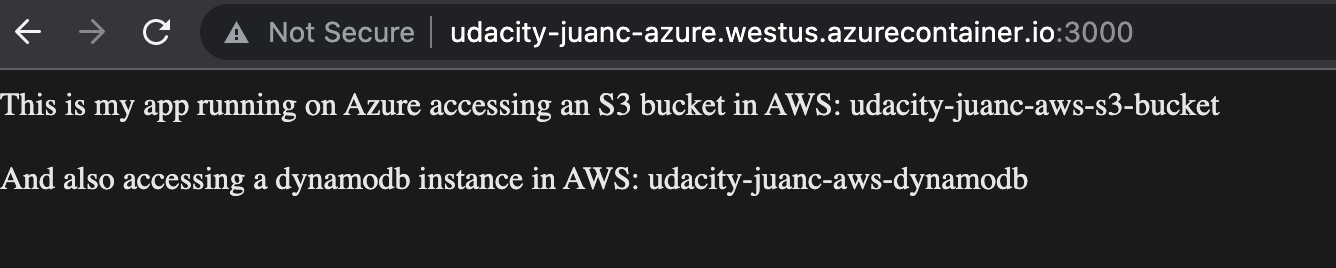 Not Secure udacity-juanc-azure.westus.azurecontainer.io:3000
This is my app running on Azure accessing an S3 bucket in AWS: udacity-juanc-aws-s3-bucket
And also accessing a dynamodb instance in AWS: udacity-juanc-aws-dynamodb